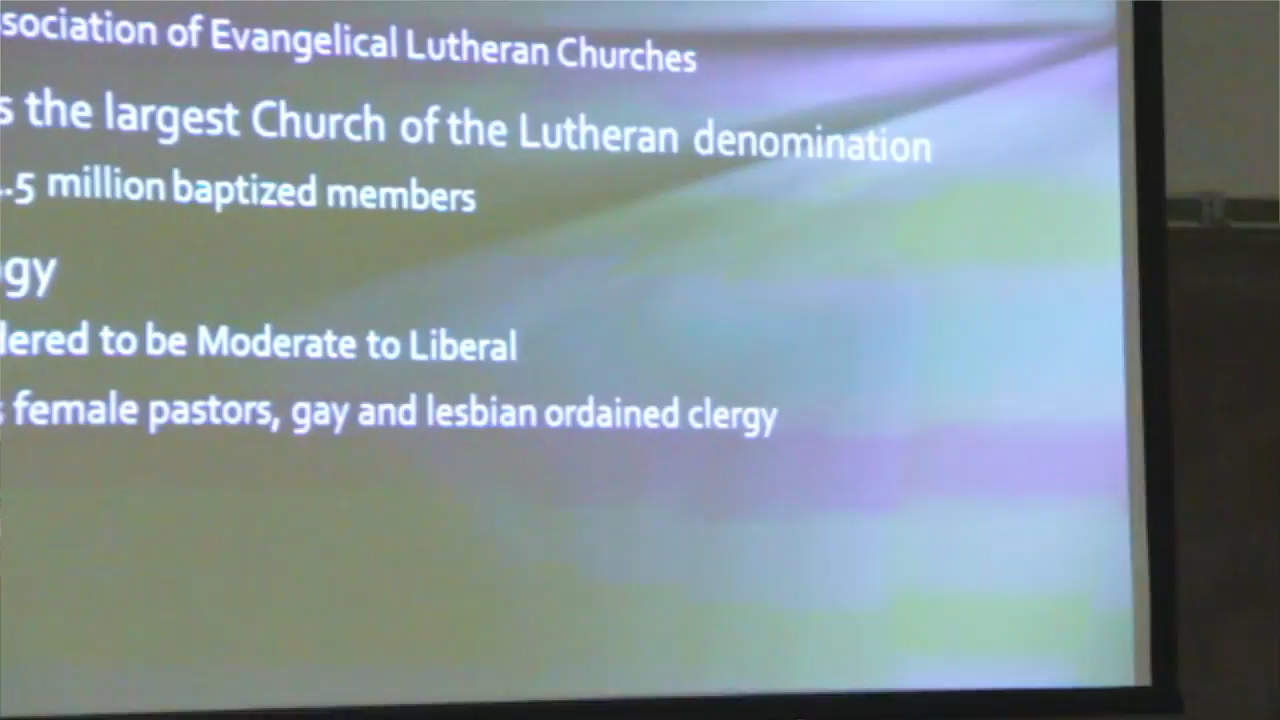 sociation of Evangelical Lutheran Churches
s the largest Church of the Lutheran denomination
.5 million baptized members
gy
dered to be Moderate to Liberal
s female pastors, gay and lesbian ordained clergy